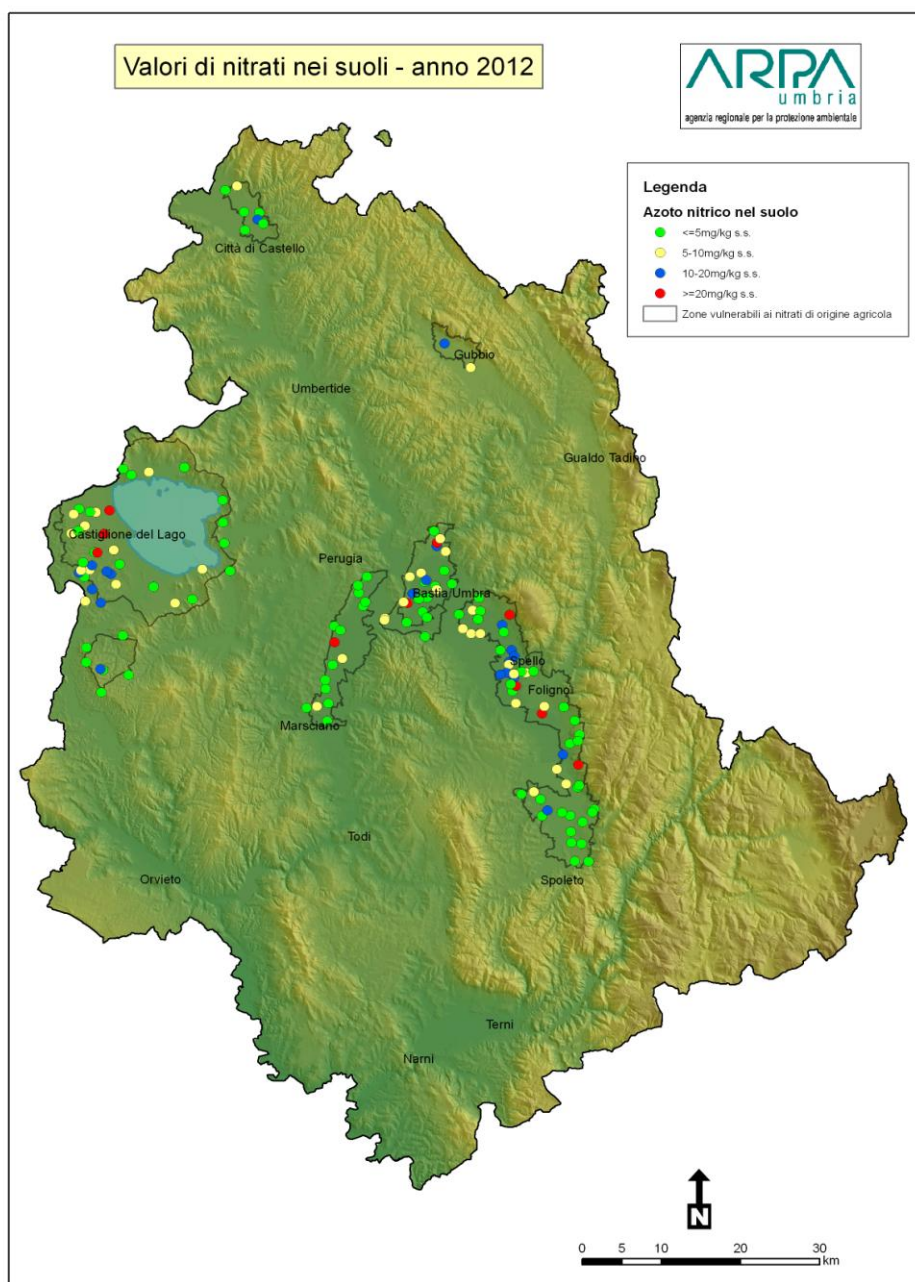 Valori di nitrati nei suoli - anno 2012
ARPA
umbria
agenzia regionale per la protezione ambientale
Legenda
Azoto nitrico nel suolo
<=5mg/kg s.s.
5-10mg/kg s.s.
10-20mg/kg s.s.
>=20mg/kg s.s.
Zone vulnerabili ai nitrati di origine agricola
Città di Castello
Gubbio
Umbertide
Gualdo Tadino
Castiglione del Lago
Perugia
Bastia Umbra
Spello
Foligno
Marsciano
Todi
Orvieto
Spoleto
Terni
Narni
N
0 5 10 20 30
km